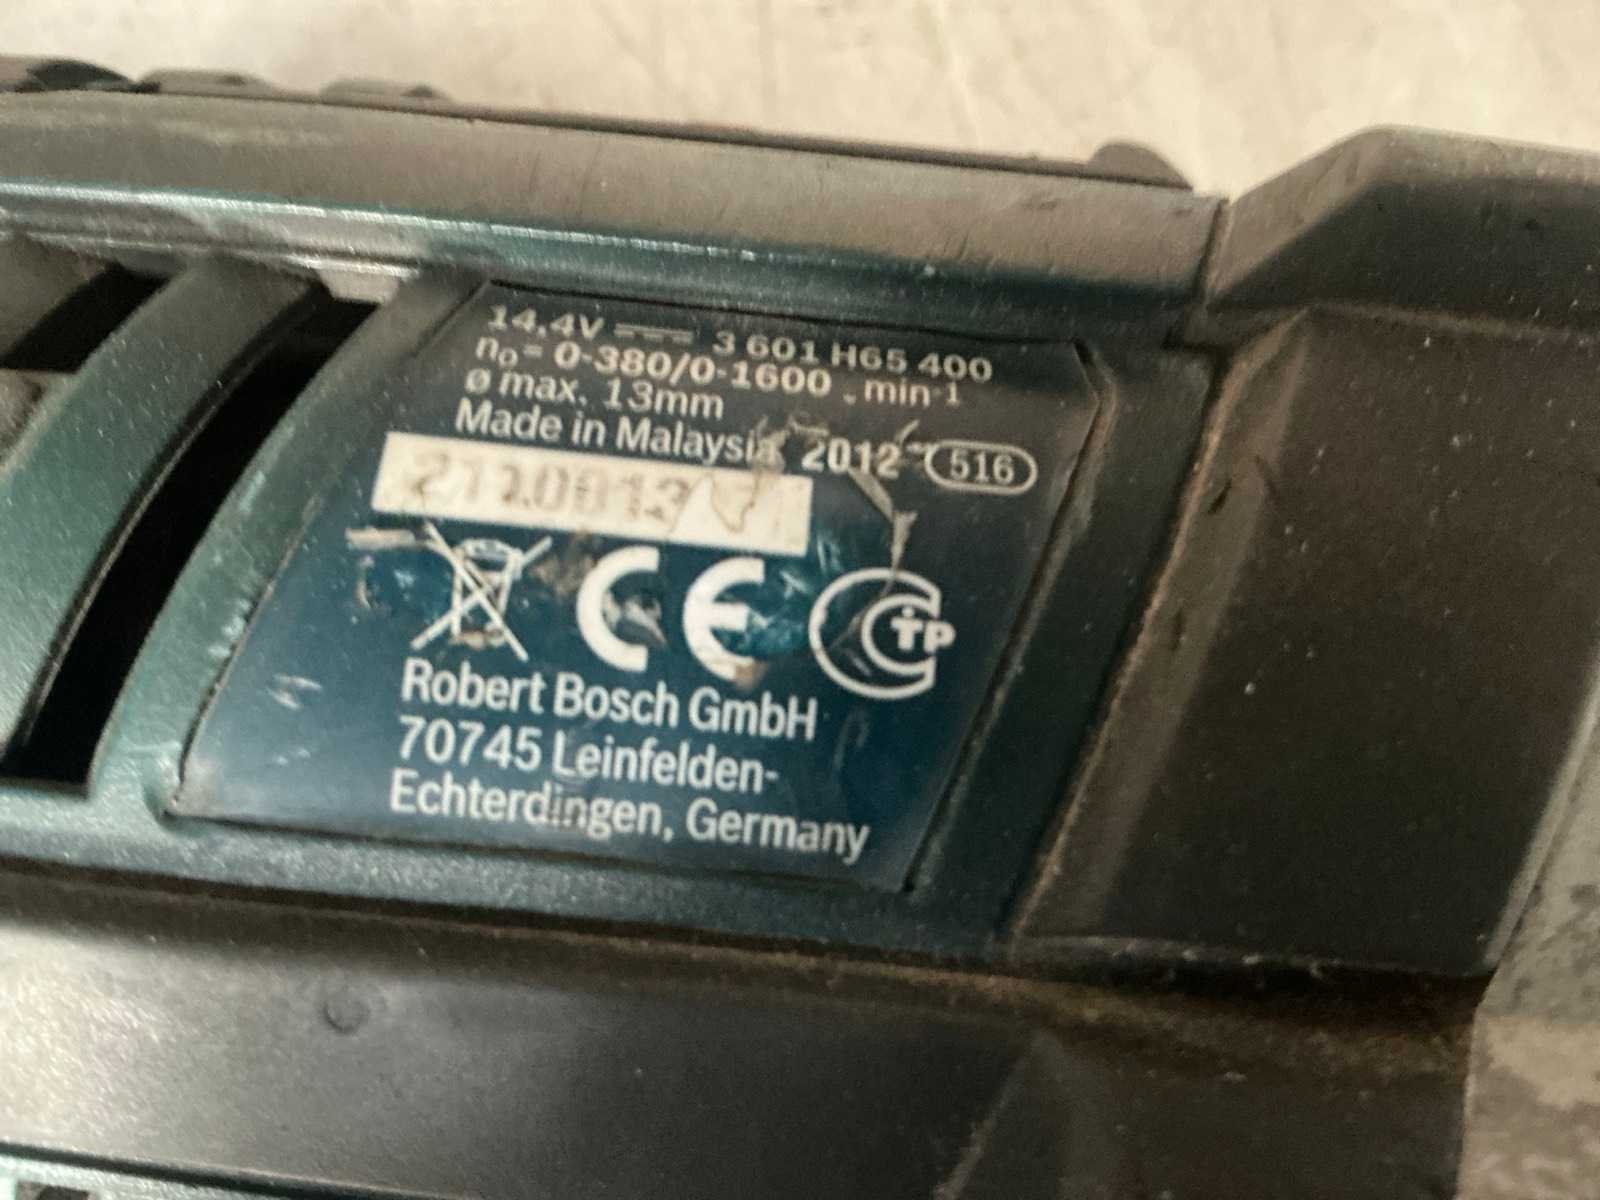 14.4V 3 601 H65 400
n₀ = 0-380/0-1600 min-1
ø max. 13mm
Made in Malaysia 2012 516
CE
Robert Bosch GmbH
70745 Leinfelden-
Echterdingen, Germany